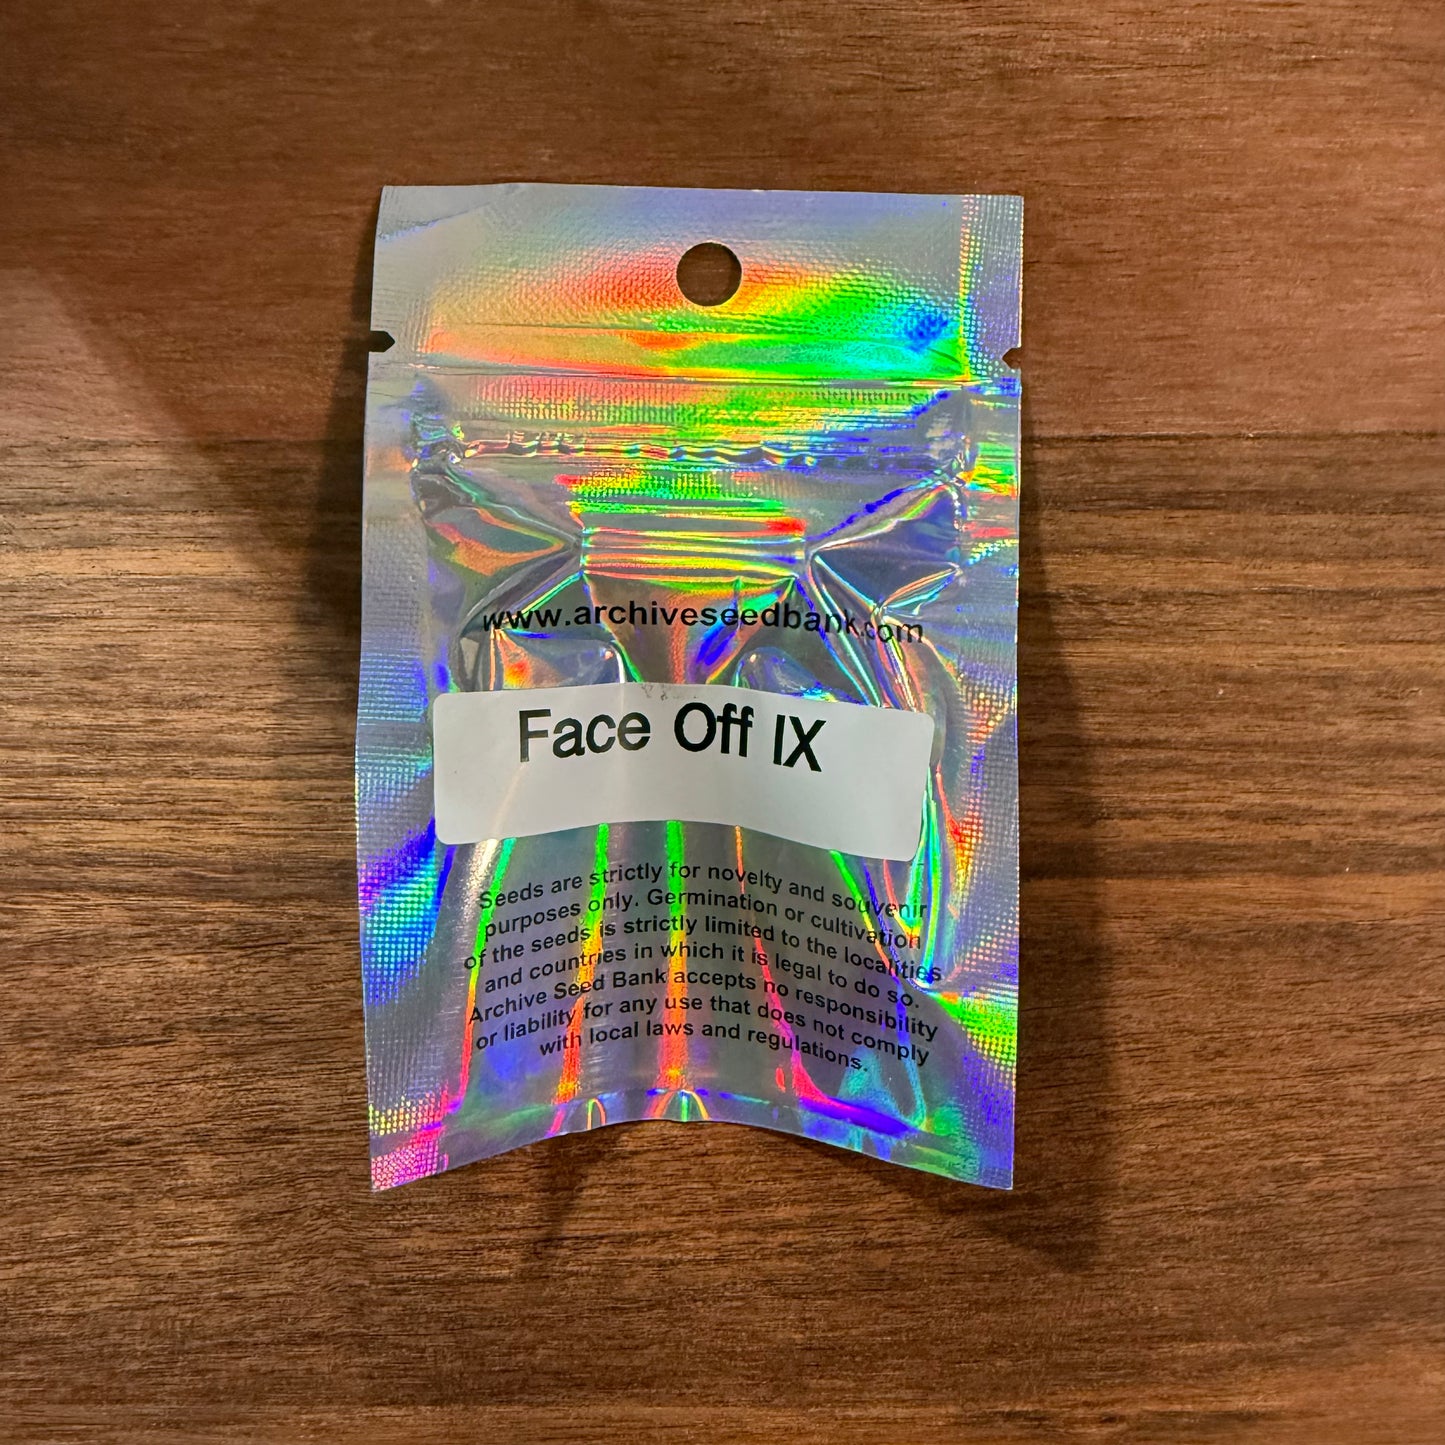 www.archiveseedbank.com
Face Off IX
Seeds are strictly for novelty and souvenir
purposes only. Germination or cultivation
of the seeds is strictly limited to the localities
and countries in which it is legal to do so.
Archive Seed Bank accepts no responsibility
or liability for any use that does not comply
with local laws and regulations.